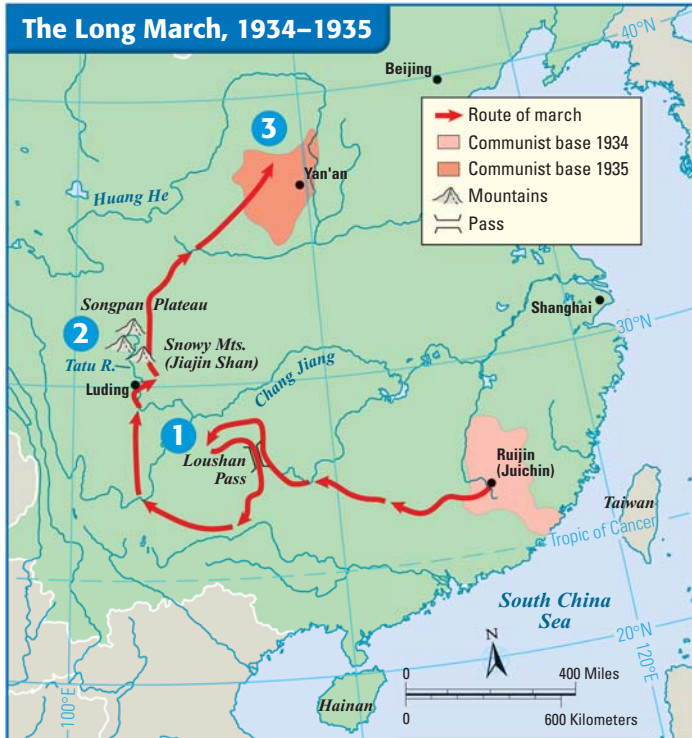 The Long March, 1934–1935
40°N
Beijing
Route of march
Communist base 1934
Communist base 1935
Mountains
Pass
3
Yan'an
Huang He
Songpan Plateau
Shanghai
30°N
2
Snowy Mts.
(Jiajin Shan)
Tatu R.
Luding
Chang Jiang
1
Loushan
Pass
Ruijin
(Juichin)
Taiwan
Tropic of Cancer
South China
Sea
20°N
120°E
N
0
400 Miles
0
600 Kilometers
Hainan
100°E